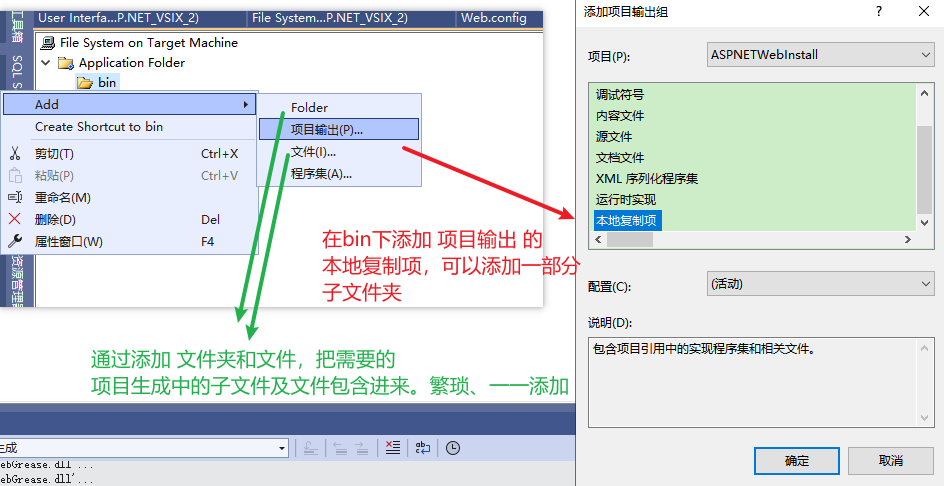 User Interfa...P.NET_VSIX_2)
File System...P.NET_VSIX_2)
Web.config
工具箱
SQL S
File System on Target Machine
Application Folder
bin
Add
Create Shortcut to bin
剪切(T) Ctrl+X
粘贴(P) Ctrl+V
重命名(M)
删除(D) Del
属性窗口(W) F4
资源管理
Folder
项目输出(P)...
文件(I)...
程序集(A)...
在bin下添加 项目输出 的
本地复制项，可以添加一部分
子文件夹
通过添加 文件夹和文件，把需要的
项目生成中的子文件及文件包含进来。繁琐、一一添加
生成
ebGrease.dll'...
ebGrease.dll'...
添加项目输出组
项目(P):
ASPNETWebInstall
调试符号
内容文件
源文件
文档文件
XML 序列化程序集
运行时实现
本地复制项
配置(C):
(活动)
说明(D):
包含项目引用中的实现程序集和相关文件。
确定
取消